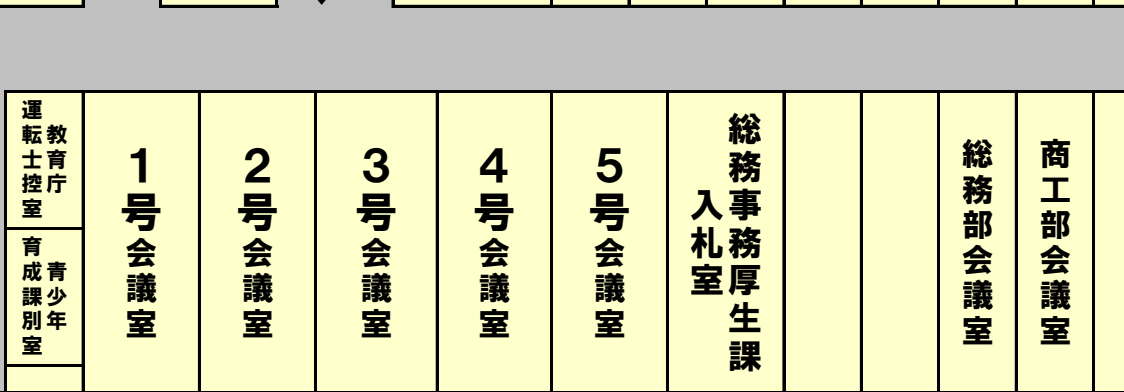 教育庁
運転士控室
青少年
育成課別室
1号会議室
2号会議室
3号会議室
4号会議室
5号会議室
総務事務厚生課
入札室
総務部会議室
商工部会議室